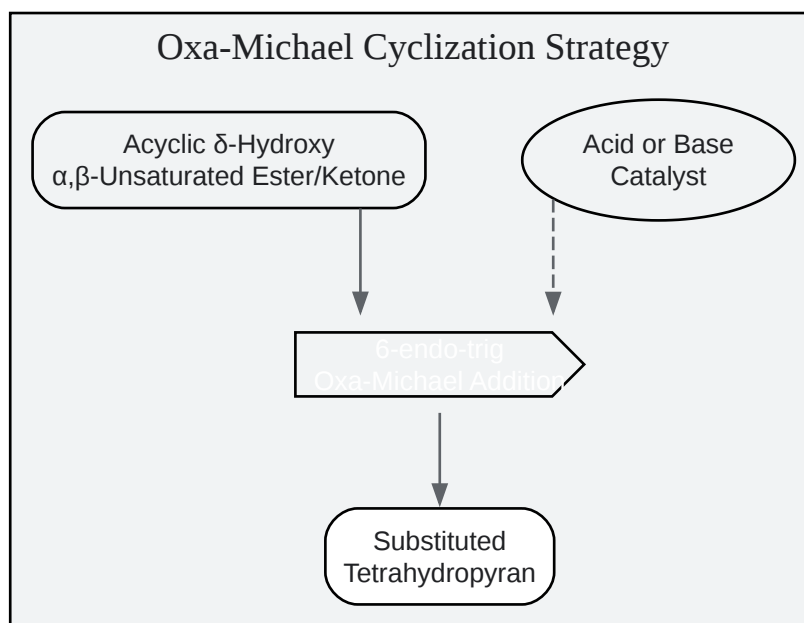 Oxa-Michael Cyclization Strategy
Acyclic δ-Hydroxy
α,β-Unsaturated Ester/Ketone
Acid or Base
Catalyst
6-endo-trig
Oxa-Michael Addition
Substituted
Tetrahydropyran